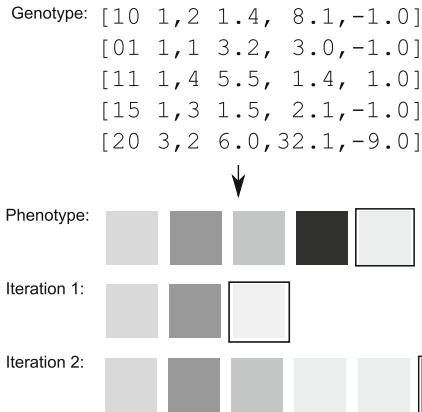 Genotype: [10 1,2 1.4, 8.1,-1.0]
[01 1,1 3.2, 3.0,-1.0]
[11 1,4 5.5, 1.4, 1.0]
[15 1,3 1.5, 2.1,-1.0]
[20 3,2 6.0,32.1,-9.0]
Phenotype:
Iteration 1:
Iteration 2: